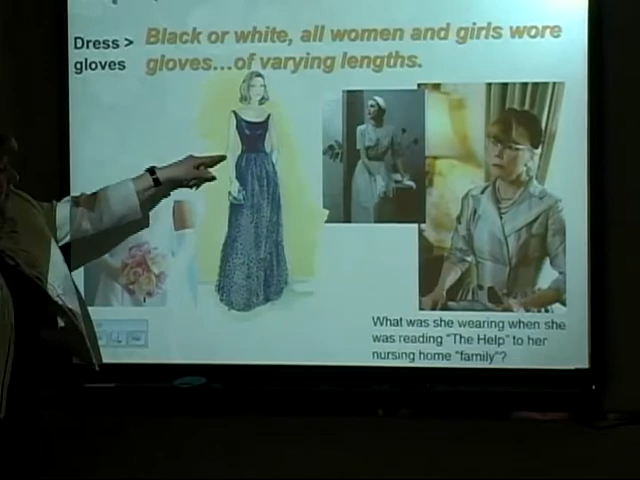 Dress > Black or white, all women and girls wore
gloves gloves...of varying lengths.
What was she wearing when she
was reading "The Help" to her
nursing home "family"?